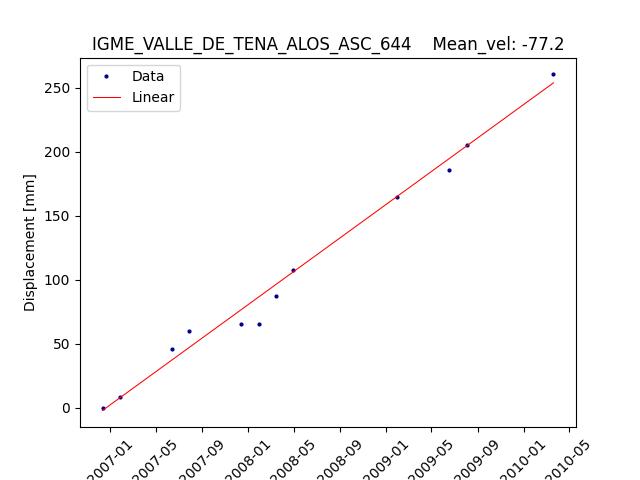 IGME_VALLE_DE_TENA_ALOS_ASC_644 Mean_vel: -77.2
Data
Linear
Displacement [mm]
250
200
150
100
50
0
2007-01 2007-05 2007-09 2008-01 2008-05 2008-09 2009-01 2009-05 2009-09 2010-01 2010-05